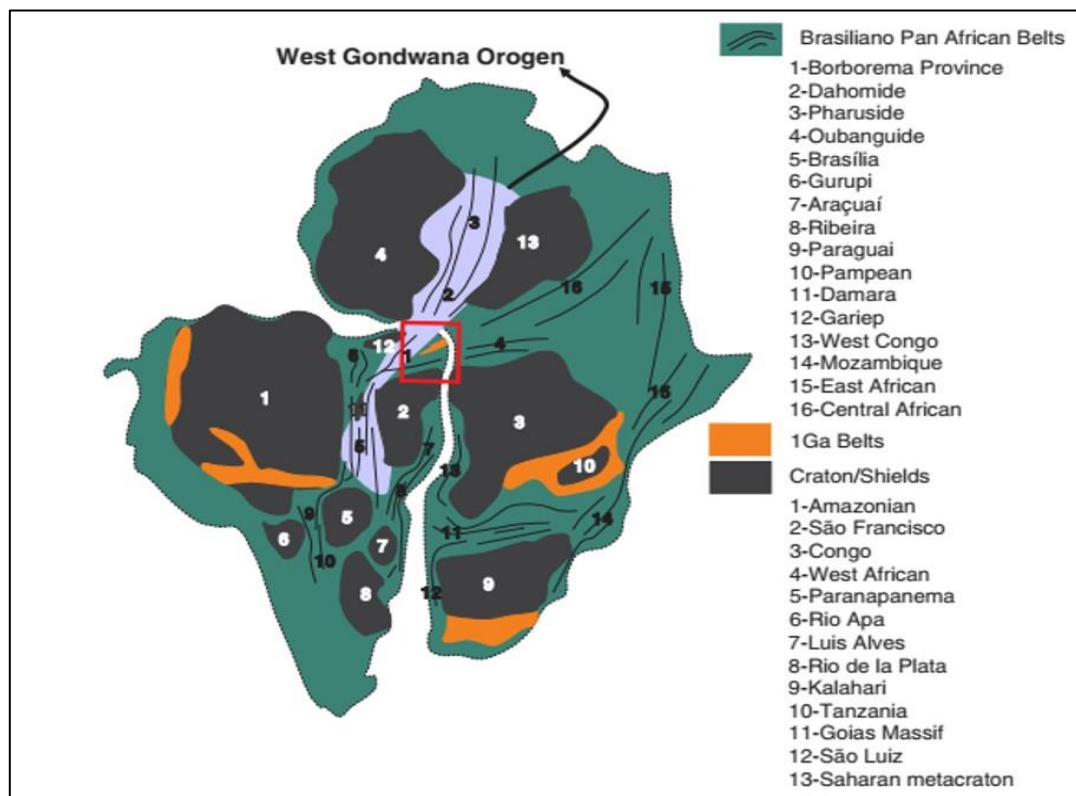 West Gondwana Orogen
Brasiliano Pan African Belts
1-Borborema Province
2-Dahomide
3-Pharuside
4-Oubanguide
5-Brasília
6-Gurupi
7-Araçuaí
8-Ribeira
9-Paraguai
10-Pampean
11-Damara
12-Gariep
13-West Congo
14-Mozambique
15-East African
16-Central African
1Ga Belts
Craton/Shields
1-Amazonian
2-São Francisco
3-Congo
4-West African
5-Paranapanema
6-Rio Apa
7-Luis Alves
8-Rio de la Plata
9-Kalahari
10-Tanzania
11-Goias Massif
12-São Luiz
13-Saharan metacraton
3
4
13
2
16
15
12
1
4
1
11
2
3
15
5
7
13
10
9
5
6
7
10
11
14
8
12
9